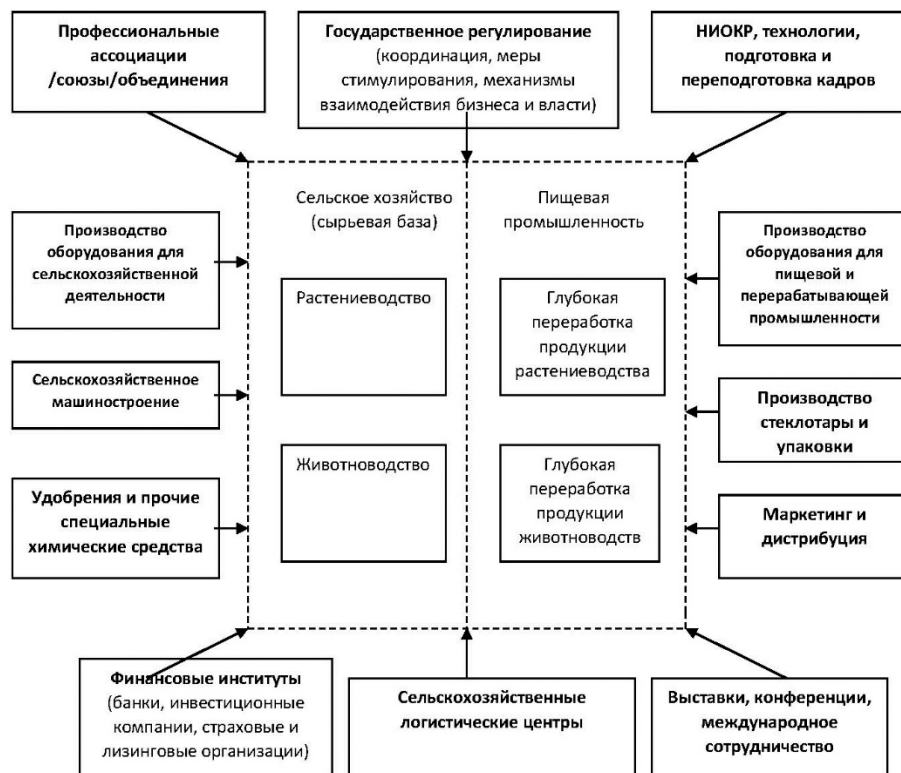 Профессиональные
ассоциации
/союзы/объединения
Государственное регулирование
(координация, меры
стимулирования, механизмы
взаимодействия бизнеса и власти)
НИОКР, технологии,
подготовка и
переподготовка кадров
Сельское хозяйство
(сырьевая база)
Пищевая
промышленность
Производство
оборудования для
сельскохозяйственной
деятельности
Растениеводство
Глубокая
переработка
продукции
растениеводства
Производство
оборудования для
пищевой и
перерабатывающей
промышленности
Сельскохозяйственное
машиностроение
Производство
стеклотары и
упаковки
Животноводство
Глубокая
переработка
продукции
животноводств
Удобрения и прочие
специальные
химические средства
Маркетинг и
дистрибуция
Финансовые институты
(банки, инвестиционные
компании, страховые и
лизинговые организации)
Сельскохозяйственные
логистические центры
Выставки, конференции,
международное
сотрудничество